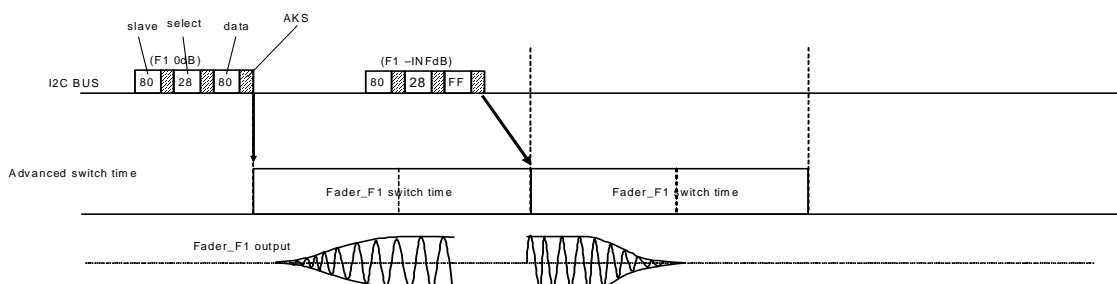 slave select data AKS
(F1 0dB) (F1 –INFdB)
I2C BUS 80 28 80 80 28 FF
Advanced switch time
Fader_F1 switch time Fader_F1 switch time
Fader_F1 output